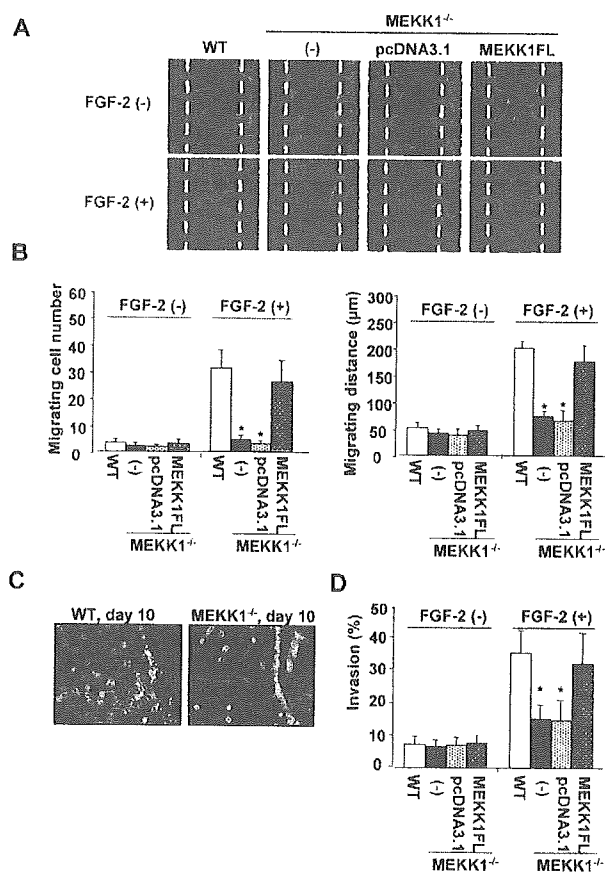 A
MEKK1-/-
WT (-) pcDNA3.1 MEKK1FL
FGF-2 (-)
FGF-2 (+)
B
Migrating cell number
60
50
40
30
20
10
0
FGF-2 (-) FGF-2 (+)
* *
WT (-) pcDNA3.1 MEKK1FL WT (-) pcDNA3.1 MEKK1FL
MEKK1-/- MEKK1-/-
Migrating distance (μm)
300
250
200
150
100
50
FGF-2 (-) FGF-2 (+)
* *
WT (-) pcDNA3.1 MEKK1FL WT (-) pcDNA3.1 MEKK1FL
MEKK1-/- MEKK1-/-
C
WT, day 10 MEKK1-/-, day 10
D
Invasion (%)
50
40
30
20
10
0
FGF-2 (-) FGF-2 (+)
* *
WT (-) pcDNA3.1 MEKK1FL WT (-) pcDNA3.1 MEKK1FL
MEKK1-/- MEKK1-/-